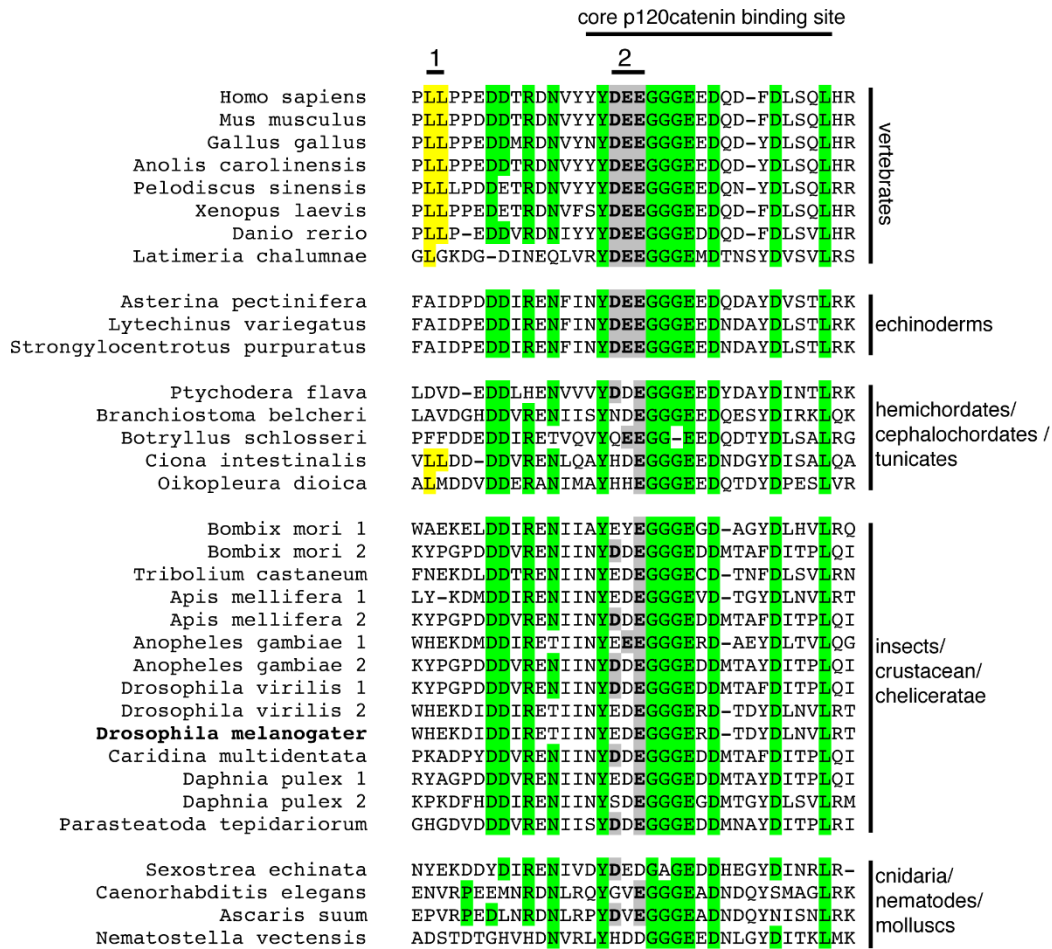 core p120catenin binding site
1 2
Homo sapiens PLLPPEDDTRDNVYYYDEEGGGEEDQD-FDLSQLHR
Mus musculus PLLPPDDDTRDNVYYYDEEGGGEEDQD-FDLSQLHR
Gallus gallus PLLPPEDDMRDNVYNYDEEGGGEEDQD-YDLSQLHR
Anolis carolinensis PLLPPEDDTRDNVYYYDEEGGGEEDQD-YDLSQLHR
Pelodiscus sinensis PLLLPDDETRDNVYYYDEEGGGEEDQN-YDLSQLRR
Xenopus laevis PLLPPEDETRDNVFSYDEEGGGEEDQD-FDLSQLHR
Danio rerio PLLP-EDDVRDNIYYYDEEGGGEDDQD-FDLSVLHR
Latimeria chalumnae GLGKDG-DINEQLVRYDEEGGGEMDTNSYDVSVLRS
vertebrates
Asterina pectinifera FAIDPDDDIRENFINYDEEGGGEEDQDAYDVSTLRK
Lytechinus variegatus FAIDPEDDIRENFINYDEEGGGEEDNDAYDLSTLRK
Strongylocentrotus purpuratus FAIDPEDDIRENFINYDEEGGGEEDNDAYDLSTLRK
echinoderms
Ptychodera flava LDVD-EDDLHENVVVYDDEGGGEEDYDAYDINTLRK
Branchiostoma belcheri LAVDGHDDVRENIISYNDEGGGEEDQESYDIRKLQK
Botryllus schlosseri PFFDDEDDIRETVQVYQEEGG-EEDQDTYDLSALRG
Ciona intestinalis VLLDD-DDVRENLQAYHDEGGGEEDNDGYDISALQA
Oikopleura dioica ALMDDVDDERANIMAYHHEGGGEEDQTDYDPESLVR
hemichordates/
cephalochordates /
tunicates
Bombix mori 1 WAEKELDDIRENIIAYEYEGGGEGD-AGYDLHVLRQ
Bombix mori 2 KYPGPDDDVRENIINYDDEGGGEDDMTAFDITPLQI
Tribolium castaneum FNEKDLDDTRENIINYEDEGGGECD-TNFDLSVLRN
Apis mellifera 1 LY-KDMDDIRENIINYEDEGGGEVD-TGYDLNVLRT
Apis mellifera 2 KYPGPDDDVRENIINYDDEGGGEDDMTAFDITPLQI
Anopheles gambiae 1 WHEKDMDDIRETIINYEEEGGGERD-AEYDLTVLQG
Anopheles gambiae 2 KYPGPDDDVRENIINYDDEGGGEDDMTAYDITPLQI
Drosophila virilis 1 KYPGPDDDVRENIINYDDEGGGEDDMTAFDITPLQI
Drosophila virilis 2 WHEKDIDDIRETIINYEDEGGGERD-TDYDLNVLRT
Drosophila melanogater WHEKDIDDIRETIINYEDEGGGERD-TDYDLNVLRT
Caridina multidentata PKADPYDDVRENIINYDDEGGGEDDMTAFDITPLQI
Daphnia pulex 1 RYAGPDDDVRENIINYEDEGGGEDDMTAYDITPLQI
Daphnia pulex 2 KPKDFHDDIRENIINYSDEGGGEGDMTGYDLSVLRM
Parasteatoda tepidariorum GHGDVDDDVRENIISYDDEGGGEDDMNAYDITPLRI
insects/
crustacean/
cheliceratae
Sexostrea echinata NYEKDDYDIRENIVDYDEDGAGEDDHEGYDINRLR-
Caenorhabditis elegans ENVRPEEMNRDNLRQYGVEGGGEADNDQYSMAGLRK
Ascaris suum EPVRPEDLNRDNLRPYDVEGGGEADNDQYNISNLRK
Nematostella vectensis ADSTDTGHVHDNVRLYHDDGGGEEDNLGYDITKLMK
cnidaria/
nematodes/
molluscs